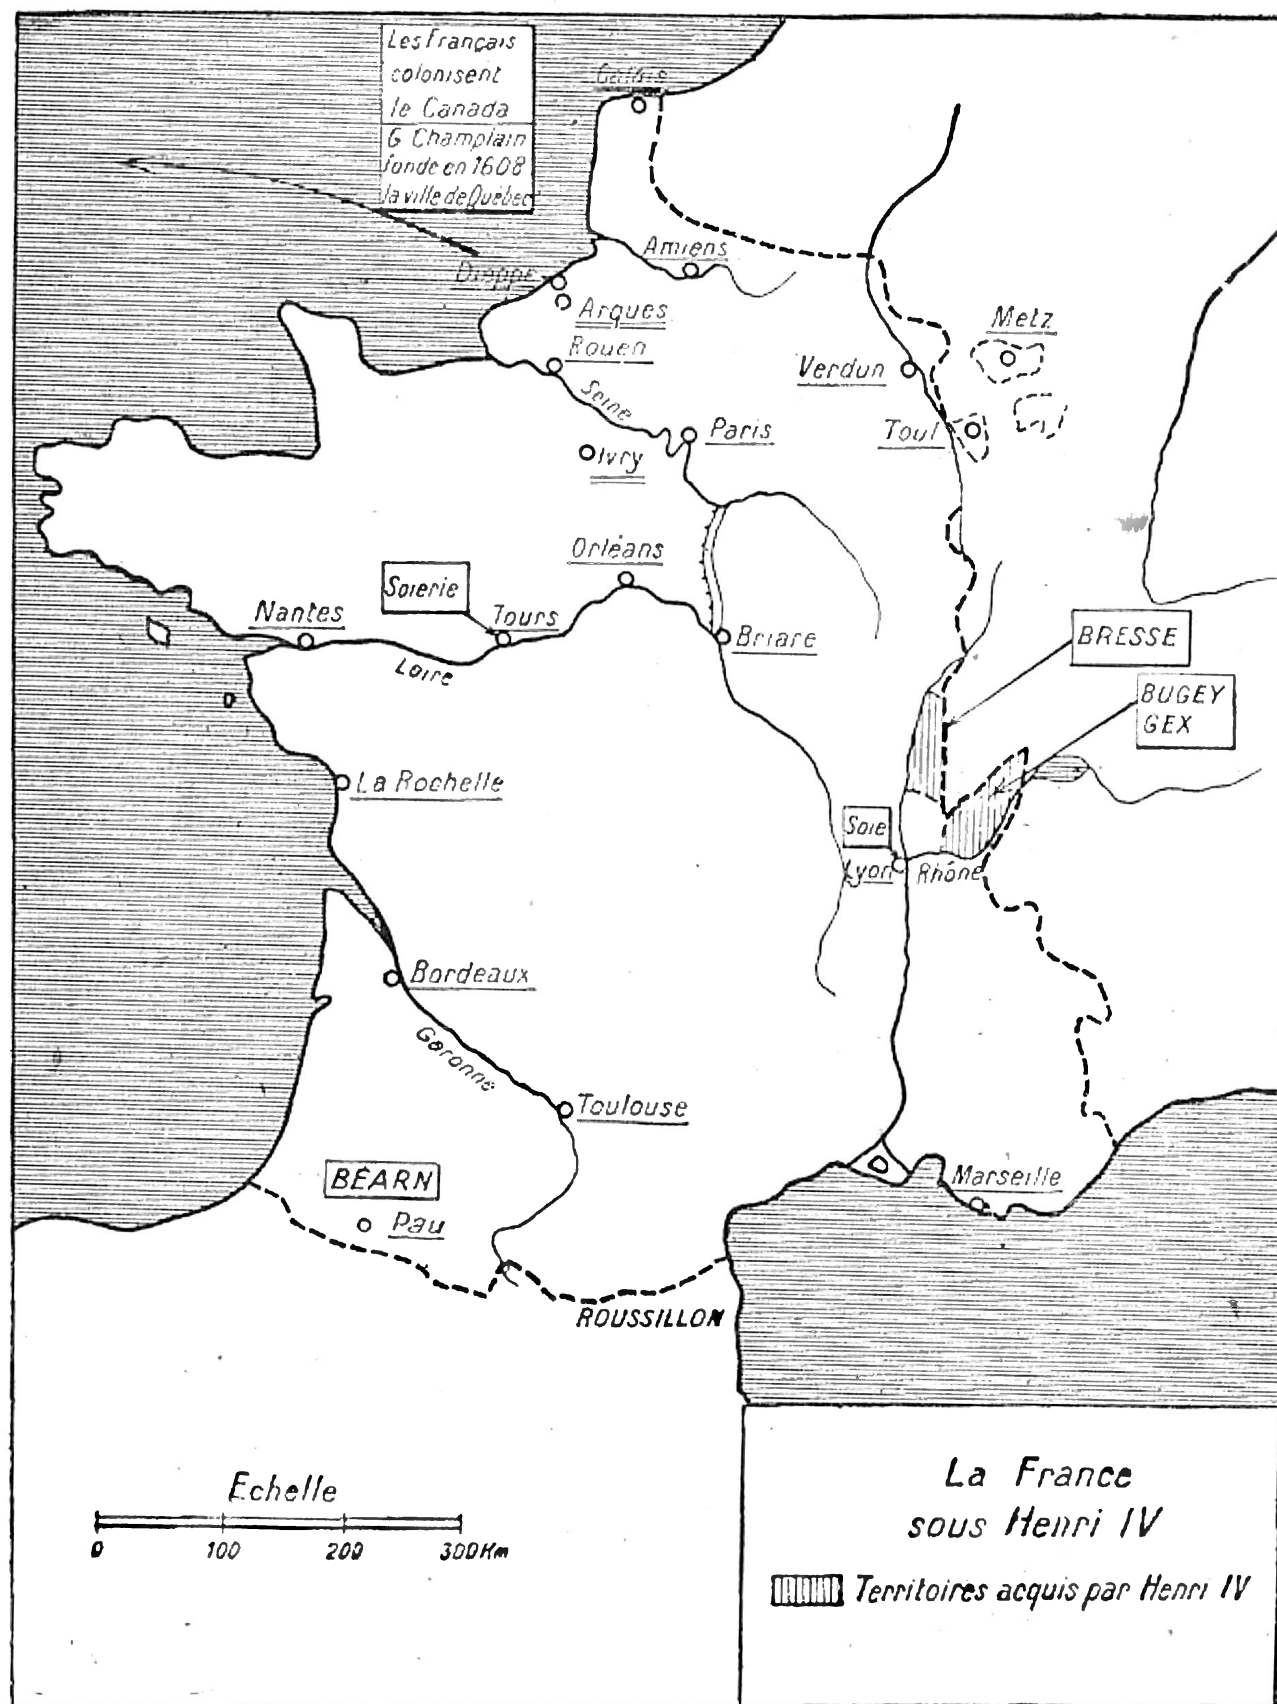 Les Français
colonisent
le Canada
G Champlain
fonde en 1608
la ville de Québec
Calais
Amiens
Dieppe
Arques
Rouen
Metz
Verdun
Seine
Paris
Toul
Ivry
Orléans
Soierie
Nantes
Tours
Briare
BRESSE
Loire
BUGEY
GEX
La Rochelle
Soie
Lyon
Rhône
Bordeaux
Garonne
Toulouse
BÉARN
Marseille
Pau
ROUSSILLON
Echelle
0 100 200 300Km
La France
sous Henri IV
Territoires acquis par Henri IV